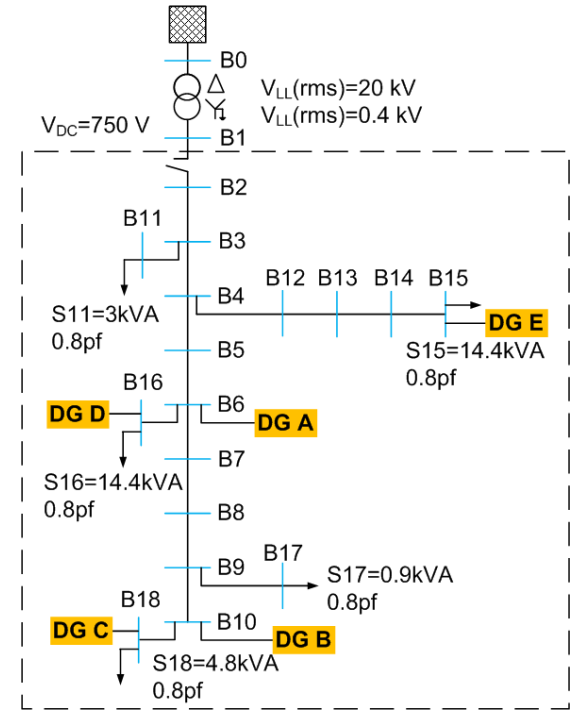 B0
V_LL(rms)=20 kV
V_LL(rms)=0.4 kV
V_DC=750 V
B1
B2
B11
B3
B12 B13 B14 B15
B4
S11=3kVA
0.8pf
DG E
B5
S15=14.4kVA
0.8pf
B16
B6
DG D
DG A
B7
S16=14.4kVA
0.8pf
B8
B17
B9
S17=0.9kVA
0.8pf
B18
B10
DG C
DG B
S18=4.8kVA
0.8pf